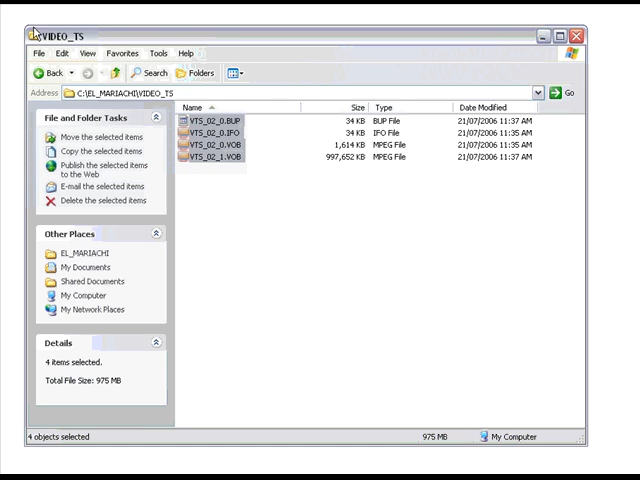 VIDEO_TS
File Edit View Favorites Tools Help
Back Search Folders
Address C:\EL_MARIACHI\VIDEO_TS Go
Name Size Type Date Modified
VTS_02_0.BUP 34 KB BUP File 21/07/2006 11:37 AM
VTS_02_0.IFO 34 KB IFO File 21/07/2006 11:35 AM
VTS_02_0.VOB 1,614 KB MPEG File 21/07/2006 11:35 AM
VTS_02_1.VOB 997,652 KB MPEG File 21/07/2006 11:37 AM
File and Folder Tasks
Move the selected items
Copy the selected items
Publish the selected items
to the Web
E-mail the selected items
Delete the selected items
Other Places
EL_MARIACHI
My Documents
Shared Documents
My Computer
My Network Places
Details
4 items selected.
Total File Size: 975 MB
4 objects selected 975 MB My Computer